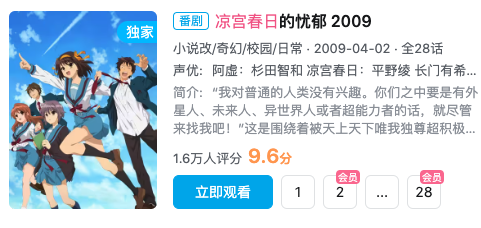 独家
番剧 凉宫春日的忧郁 2009
小说改/奇幻/校园/日常 · 2009-04-02 · 全28话
声优：阿虚：杉田智和 凉宫春日：平野绫 长门有希...
简介：“我对普通的人类没有兴趣。你们之中要是有外
星人、未来人、异世界人或者超能力者的话，就尽管
来找我吧！”这是围绕着被天上天下唯我独尊超积极...
1.6万人评分 9.6分
会员 会员
立即观看 1 2 ... 28